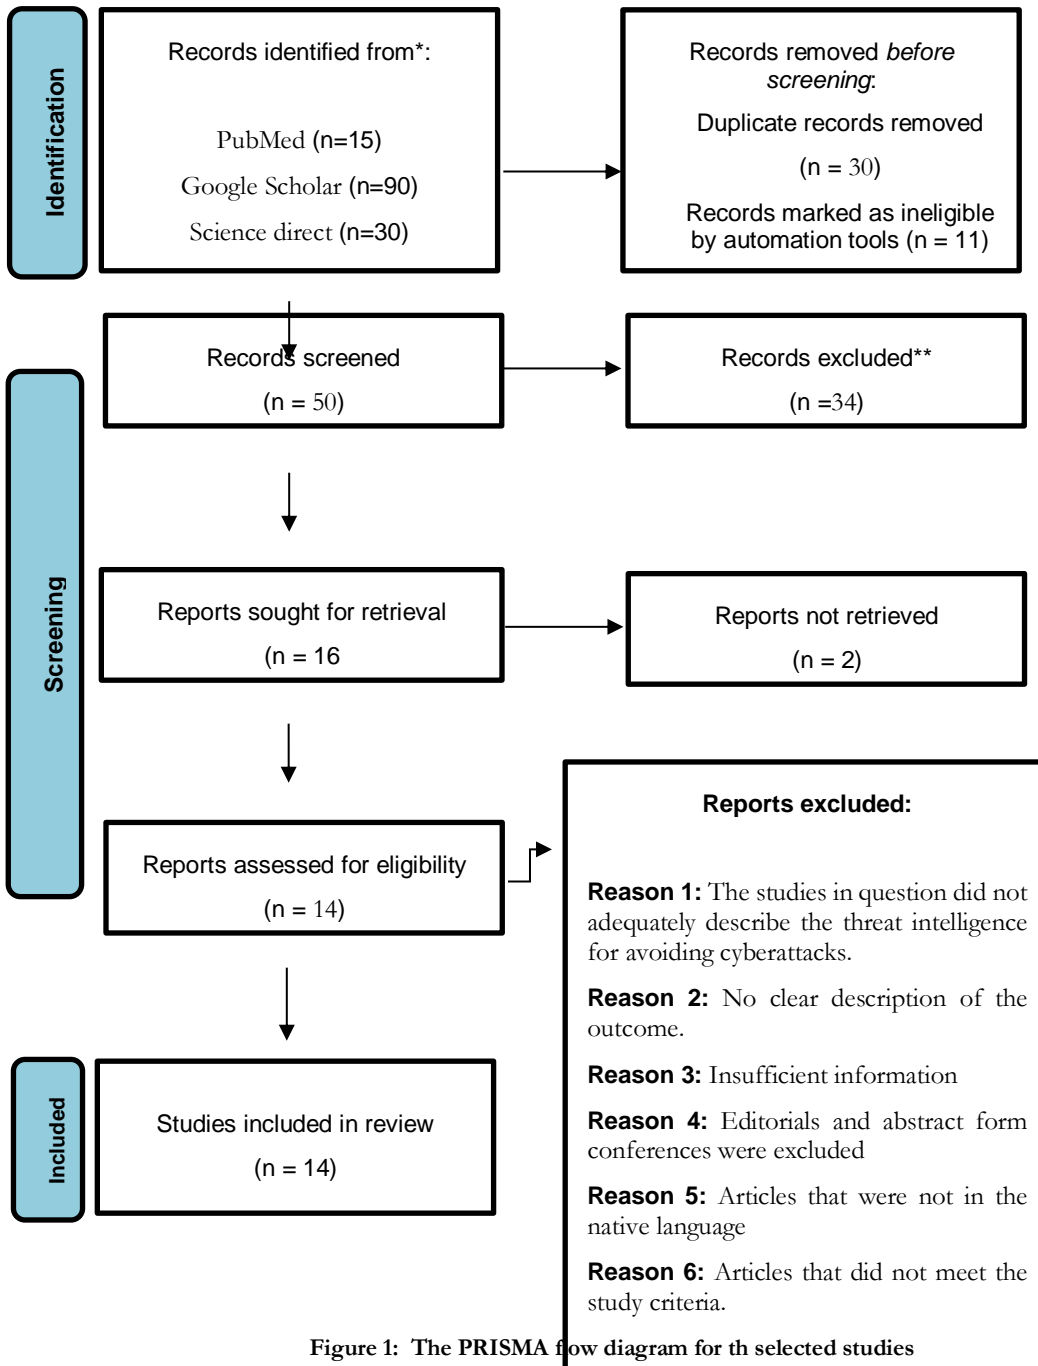 Identification
Records identified from*:
PubMed (n=15)
Google Scholar (n=90)
Science direct (n=30)
Records removed before
screening:
Duplicate records removed
(n = 30)
Records marked as ineligible
by automation tools (n = 11)
Screening
Records screened
(n = 50)
Records excluded**
(n =34)
Reports sought for retrieval
(n = 16
Reports not retrieved
(n = 2)
Reports assessed for eligibility
(n = 14)
Reports excluded:
Reason 1: The studies in question did not
adequately describe the threat intelligence
for avoiding cyberattacks.
Reason 2: No clear description of the
outcome.
Reason 3: Insufficient information
Reason 4: Editorials and abstract form
conferences were excluded
Reason 5: Articles that were not in the
native language
Reason 6: Articles that did not meet the
study criteria.
Included
Studies included in review
(n = 14)
Figure 1: The PRISMA flow diagram for th selected studies